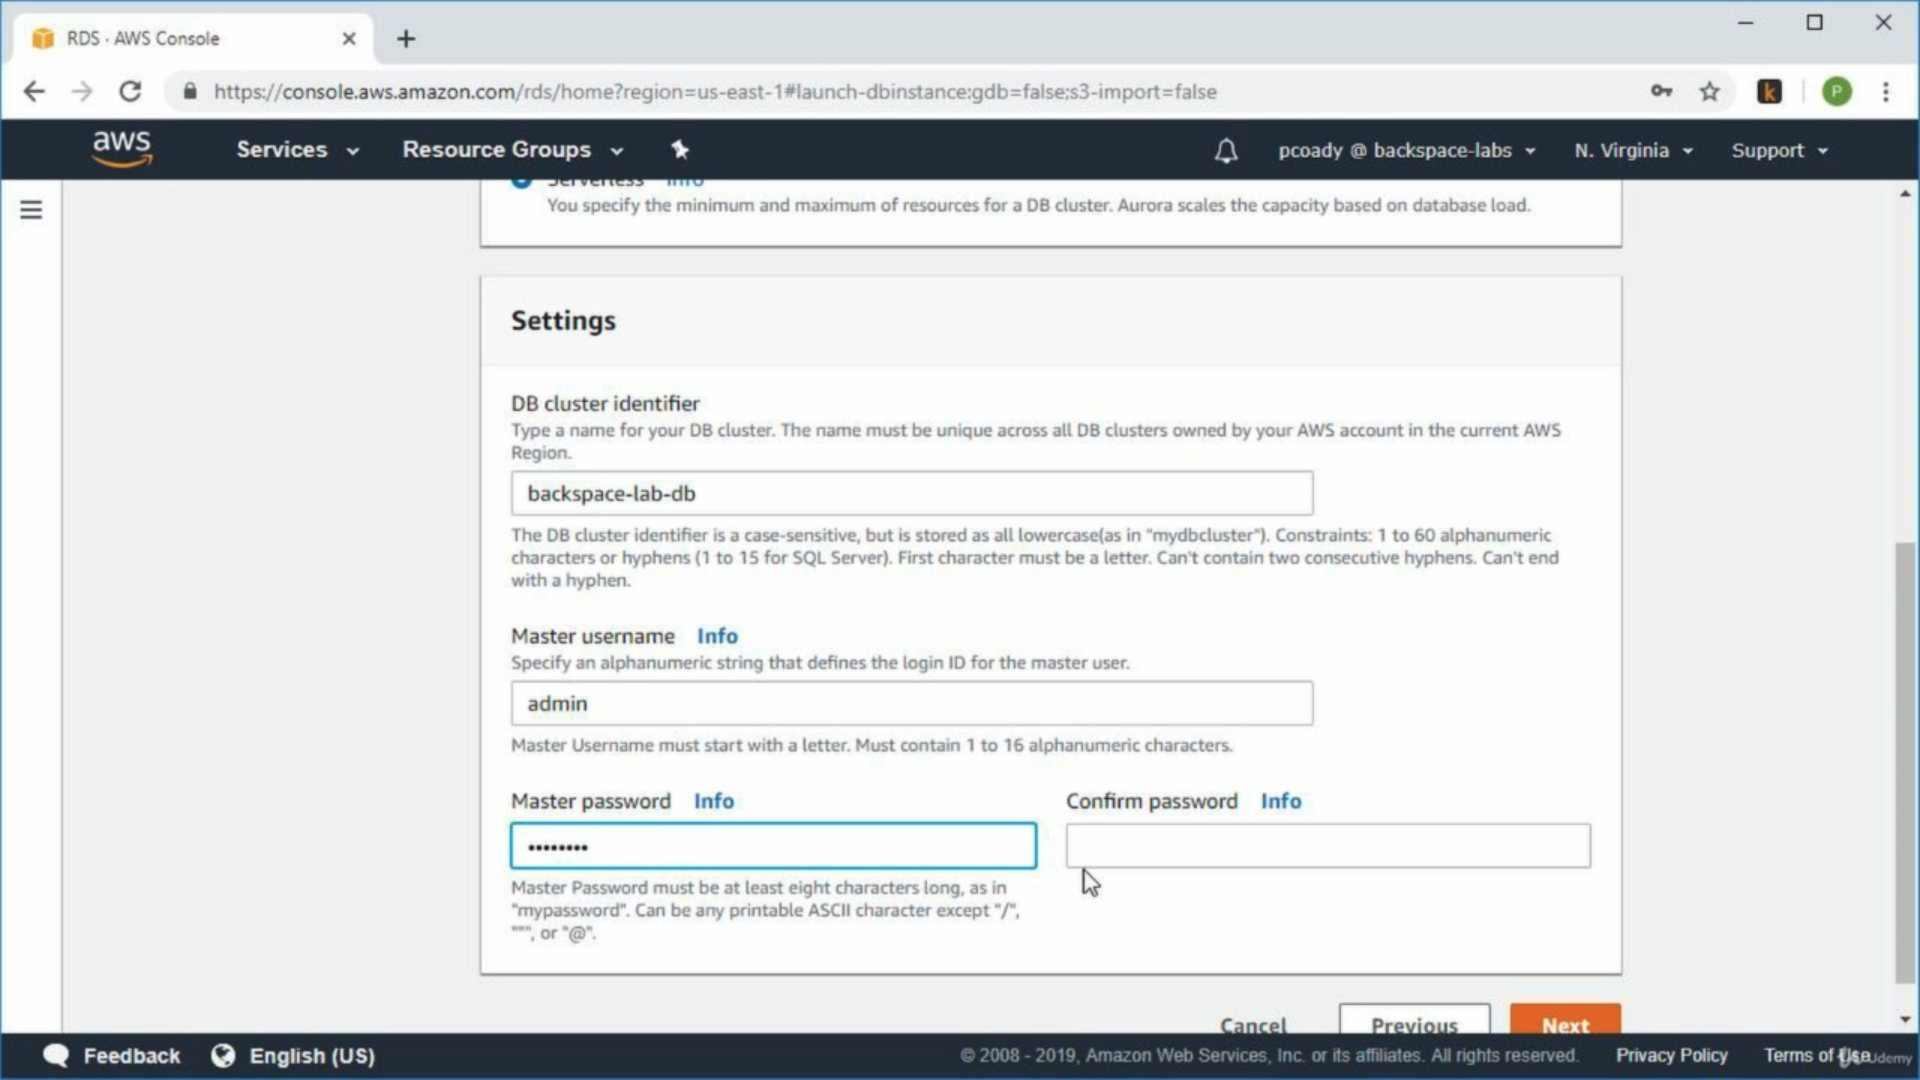 RDS · AWS Console
https://console.aws.amazon.com/rds/home?region=us-east-1#launch-dbinstance:gdb=false;s3-import=false
k
P
aws
Services
Resource Groups
pcoady @ backspace-labs
N. Virginia
Support
Serverless Info
You specify the minimum and maximum of resources for a DB cluster. Aurora scales the capacity based on database load.
Settings
DB cluster identifier
Type a name for your DB cluster. The name must be unique across all DB clusters owned by your AWS account in the current AWS
Region.
backspace-lab-db
The DB cluster identifier is a case-sensitive, but is stored as all lowercase(as in "mydbcluster"). Constraints: 1 to 60 alphanumeric
characters or hyphens (1 to 15 for SQL Server). First character must be a letter. Can't contain two consecutive hyphens. Can't end
with a hyphen.
Master username Info
Specify an alphanumeric string that defines the login ID for the master user.
admin
Master Username must start with a letter. Must contain 1 to 16 alphanumeric characters.
Master password Info
Confirm password Info
••••••••
Master Password must be at least eight characters long, as in
"mypassword". Can be any printable ASCII character except "/",
""", or "@".
Cancel
Previous
Next
Feedback
English (US)
© 2008 - 2019, Amazon Web Services, Inc. or its affiliates. All rights reserved.
Privacy Policy
Terms of Use
Udemy